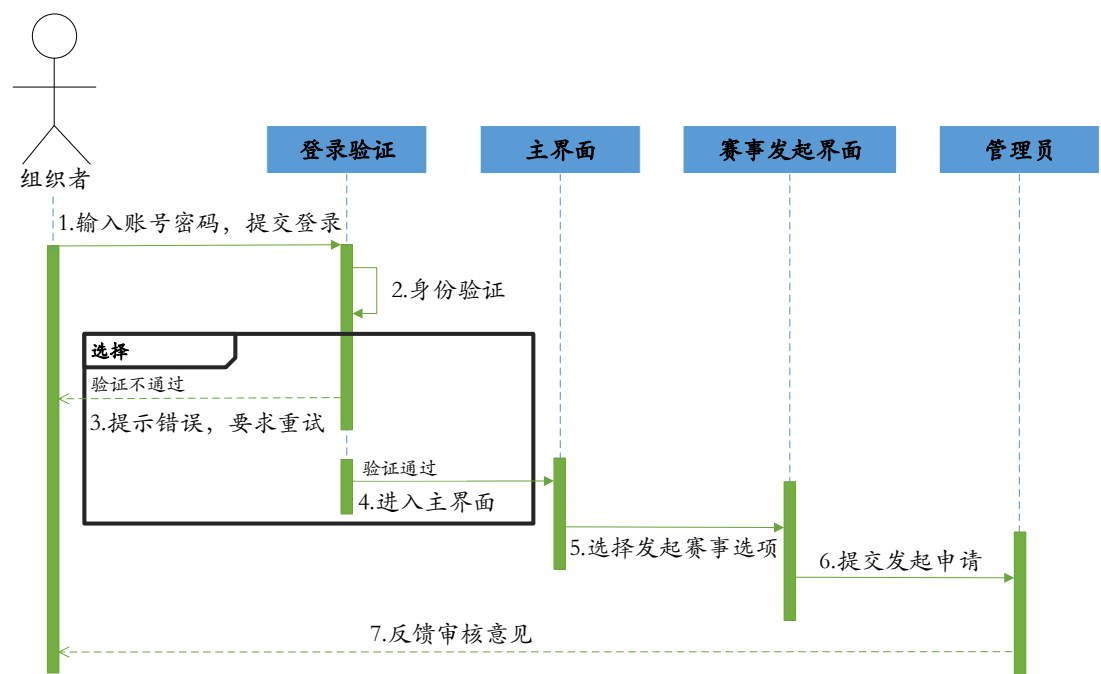 登录验证
主界面
赛事发起界面
管理员
组织者
1.输入账号密码，提交登录
2.身份验证
选择
验证不通过
3.提示错误，要求重试
验证通过
4.进入主界面
5.选择发起赛事选项
6.提交发起申请
7.反馈审核意见